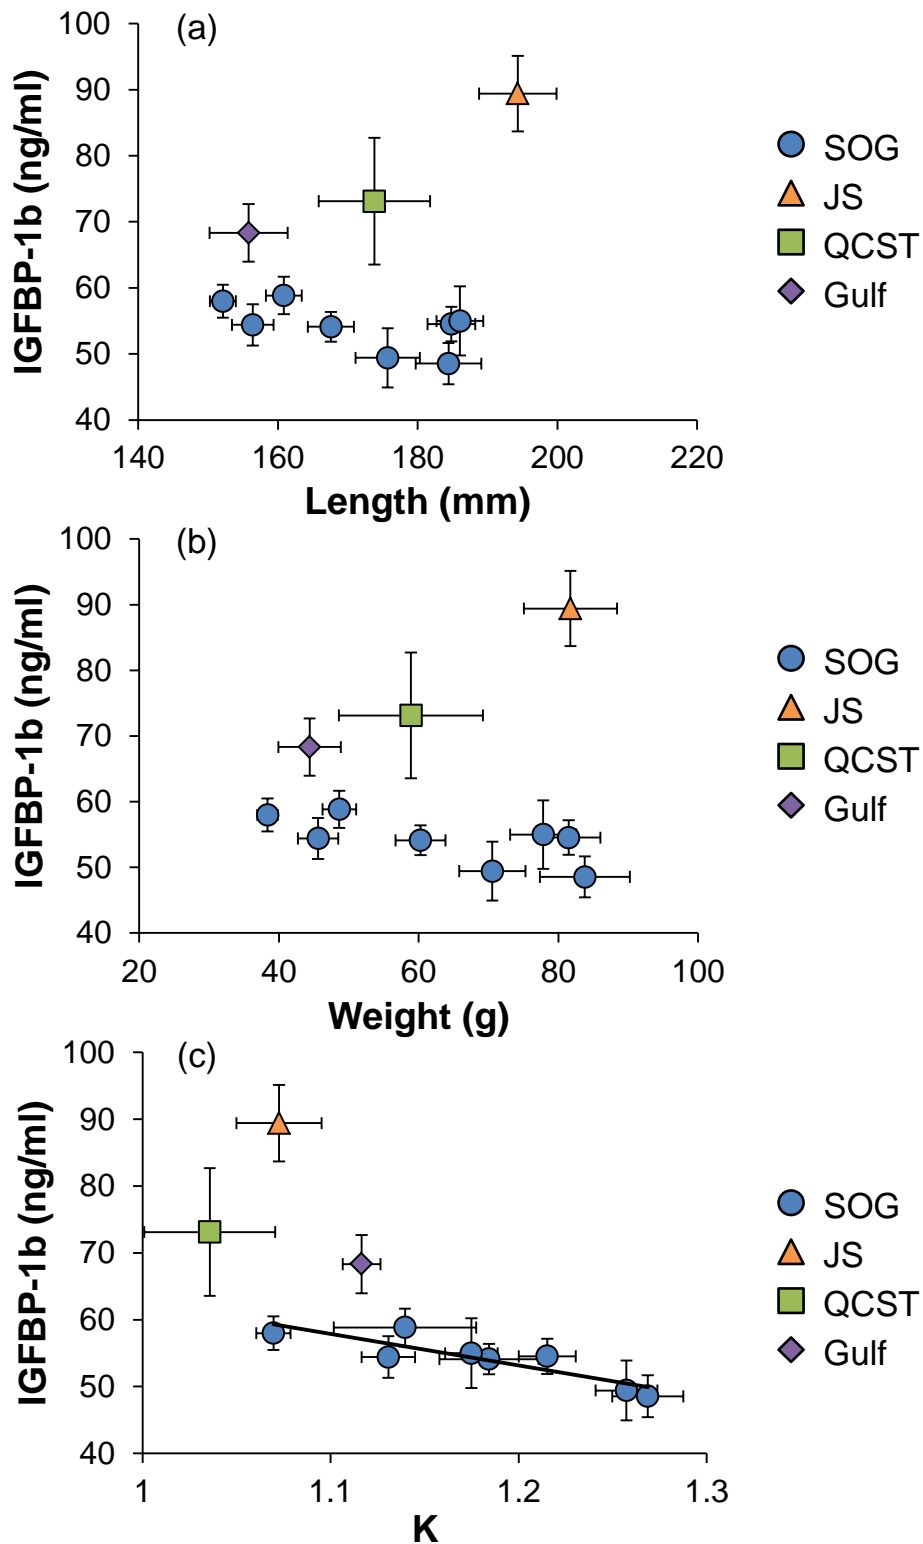 (a)
IGFBP-1b (ng/ml)
100
90
80
70
60
50
40
140 160 180 200 220
Length (mm)
SOG
JS
QCST
Gulf
(b)
IGFBP-1b (ng/ml)
100
90
80
70
60
50
40
20 40 60 80 100
Weight (g)
SOG
JS
QCST
Gulf
(c)
IGFBP-1b (ng/ml)
100
90
80
70
60
50
40
1 1.1 1.2 1.3
K
SOG
JS
QCST
Gulf